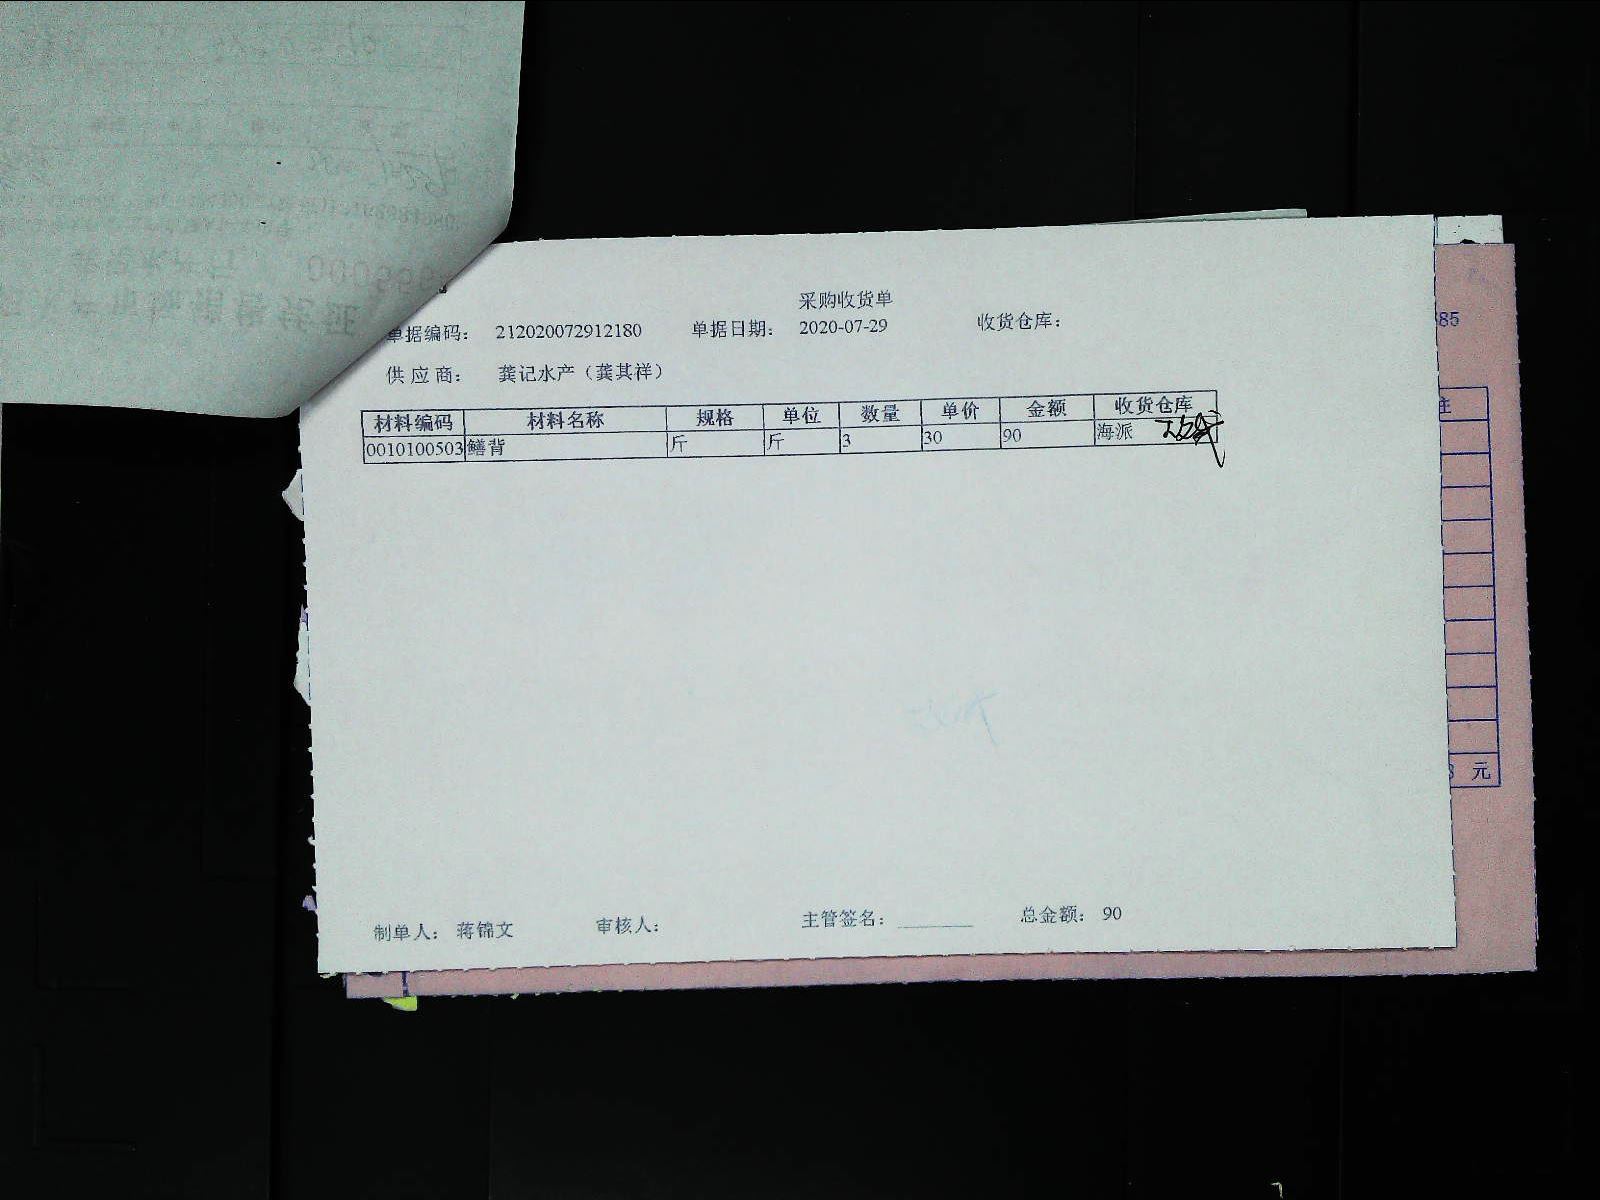 采购收货单
单据编码： 212020072912180 单据日期： 2020-07-29 收货仓库：
供应商： 龚记水产（龚其祥）
材料编码 材料名称 规格 单位 数量 单价 金额 收货仓库
0010100503 鳝背 斤 斤 3 30 90 海派
制单人： 蒋锦文 审核人： 主管签名： 总金额： 90
85
注
元